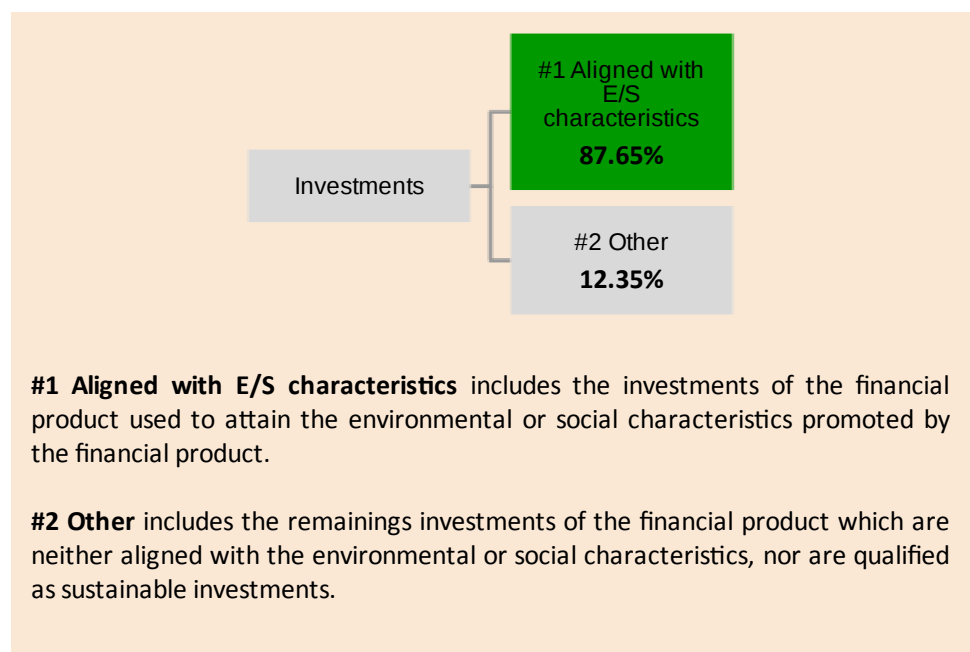 #1 Aligned with
E/S
characteristics
87.65%
Investments
#2 Other
12.35%
#1 Aligned with E/S characteristics includes the investments of the financial
product used to attain the environmental or social characteristics promoted by
the financial product.
#2 Other includes the remainings investments of the financial product which are
neither aligned with the environmental or social characteristics, nor are qualified
as sustainable investments.